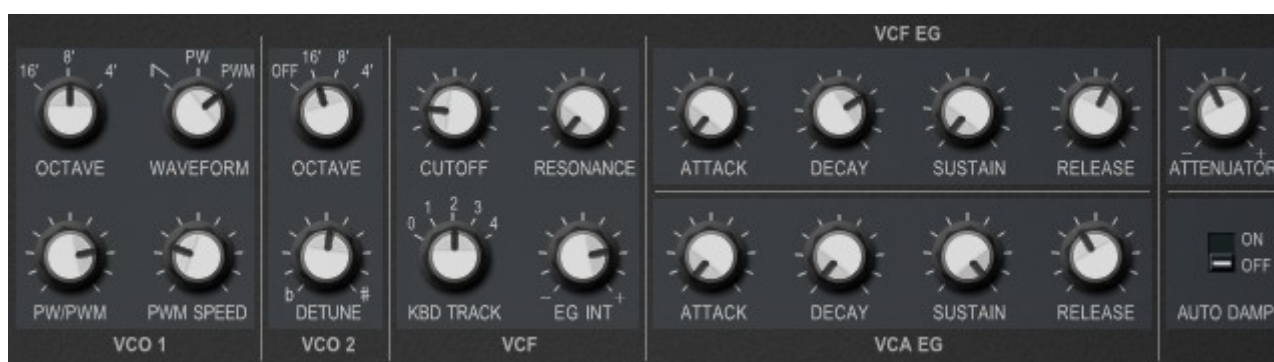 VCF EG
16' 8' 4'
PW PWM
OFF 16' 8' 4'
OCTAVE WAVEFORM OCTAVE CUTOFF RESONANCE ATTACK DECAY SUSTAIN RELEASE
- +
ATTENUATOR
0 1 2 3 4
b #
- +
ON
OFF
PW/PWM PWM SPEED DETUNE KBD TRACK EG INT ATTACK DECAY SUSTAIN RELEASE AUTO DAMP
VCO 1 VCO 2 VCF VCA EG